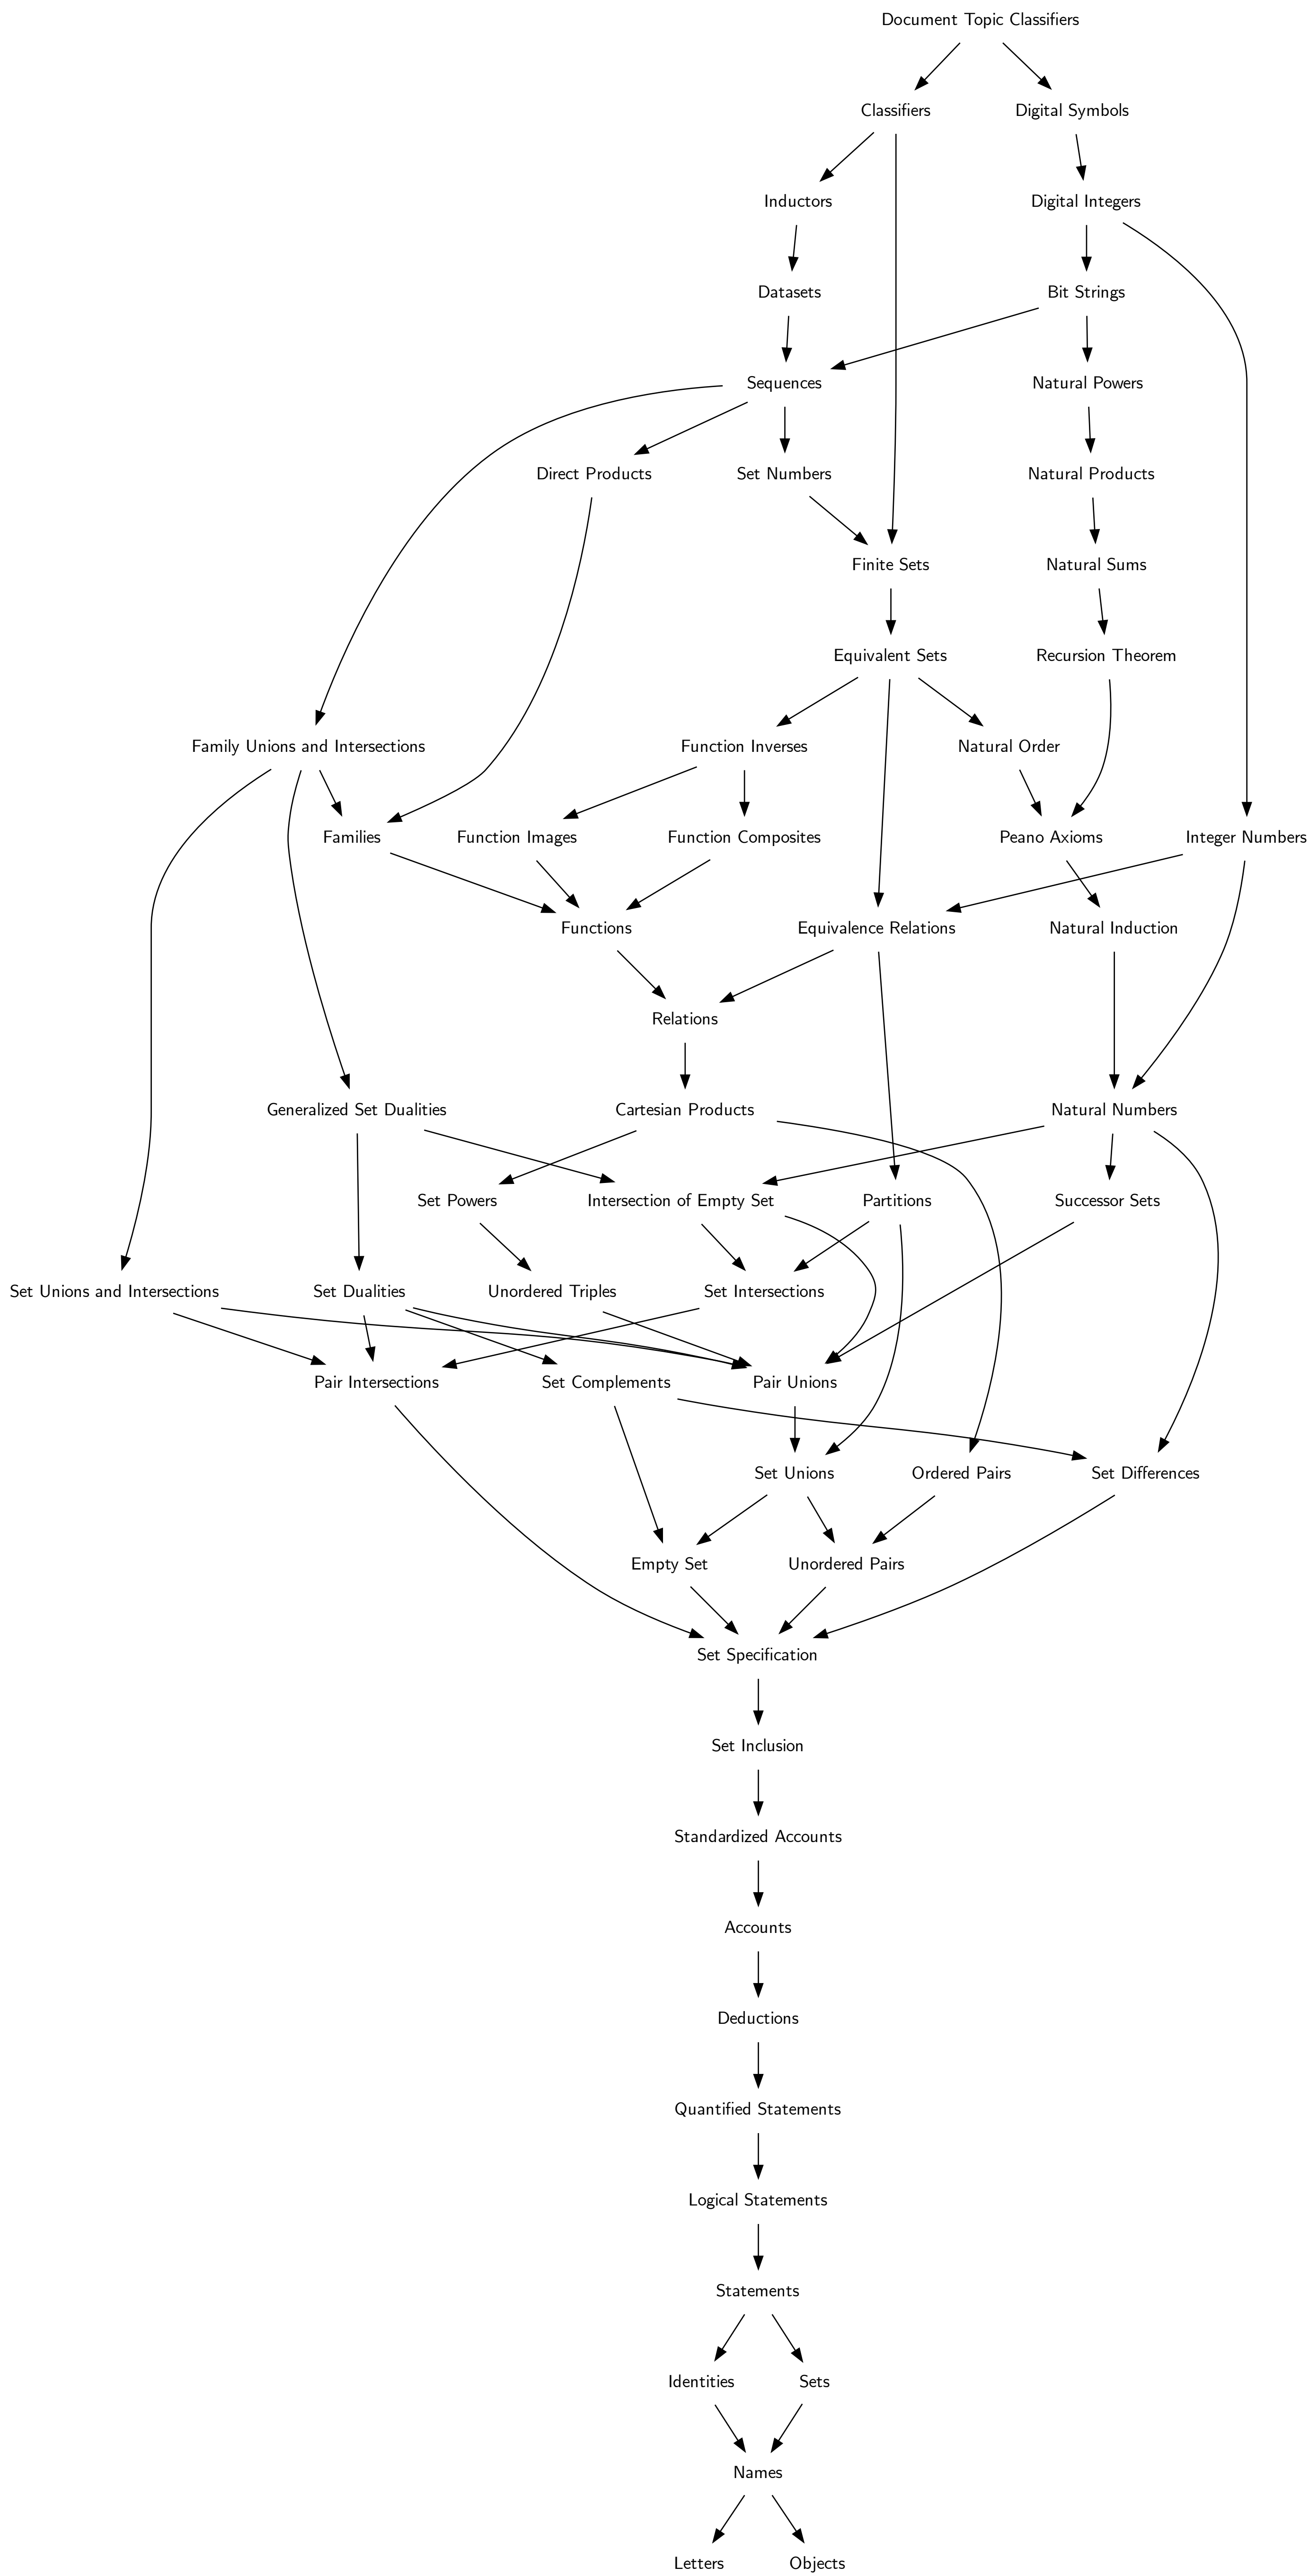 Document Topic Classifiers
Classifiers
Digital Symbols
Inductors
Digital Integers
Datasets
Bit Strings
Sequences
Natural Powers
Direct Products
Set Numbers
Natural Products
Finite Sets
Natural Sums
Equivalent Sets
Recursion Theorem
Family Unions and Intersections
Function Inverses
Natural Order
Families
Function Images
Function Composites
Peano Axioms
Integer Numbers
Functions
Equivalence Relations
Natural Induction
Relations
Generalized Set Dualities
Cartesian Products
Natural Numbers
Set Powers
Intersection of Empty Set
Partitions
Successor Sets
Set Unions and Intersections
Set Dualities
Unordered Triples
Set Intersections
Pair Intersections
Set Complements
Pair Unions
Set Unions
Ordered Pairs
Set Differences
Empty Set
Unordered Pairs
Set Specification
Set Inclusion
Standardized Accounts
Accounts
Deductions
Quantified Statements
Logical Statements
Statements
Identities
Sets
Names
Letters
Objects